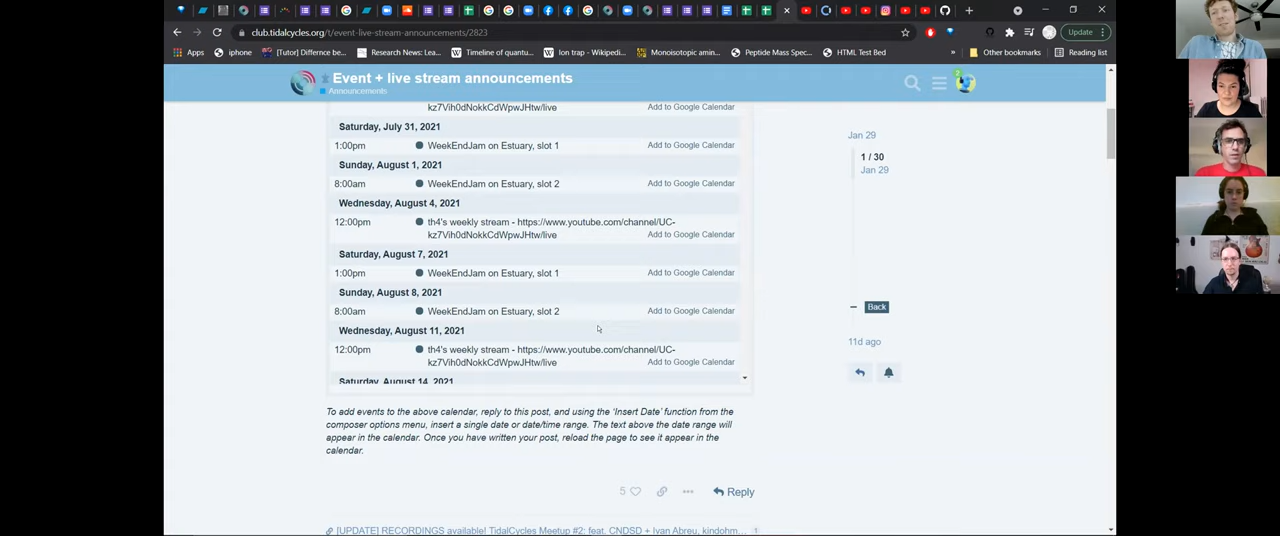 club.tidalcycles.org/t/event-live-stream-announcements/2823
Update
Apps
iphone
[Tutor] Differnce be...
Research News: Lea...
Timeline of quantu...
Ion trap - Wikipedi...
Monoisotopic amin...
Peptide Mass Spec...
HTML Test Bed
»
Other bookmarks
Reading list
Event + live stream announcements
Announcements
2
kz7Vih0dNokkCdWpwJHtw/live
Add to Google Calendar
Saturday, July 31, 2021
1:00pm
WeekEndJam on Estuary, slot 1
Add to Google Calendar
Sunday, August 1, 2021
8:00am
WeekEndJam on Estuary, slot 2
Add to Google Calendar
Wednesday, August 4, 2021
12:00pm
th4's weekly stream - https://www.youtube.com/channel/UC-
kz7Vih0dNokkCdWpwJHtw/live
Add to Google Calendar
Saturday, August 7, 2021
1:00pm
WeekEndJam on Estuary, slot 1
Add to Google Calendar
Sunday, August 8, 2021
8:00am
WeekEndJam on Estuary, slot 2
Add to Google Calendar
Wednesday, August 11, 2021
12:00pm
th4's weekly stream - https://www.youtube.com/channel/UC-
kz7Vih0dNokkCdWpwJHtw/live
Add to Google Calendar
Saturday, August 14, 2021
Jan 29
1 / 30
Jan 29
Back
11d ago
To add events to the above calendar, reply to this post, and using the 'Insert Date' function from the
composer options menu, insert a single date or date/time range. The text above the date range will
appear in the calendar. Once you have written your post, reload the page to see it appear in the
calendar.
5
Reply
[UPDATE] RECORDINGS available! TidalCycles Meetup #2: feat. CNDSD + Ivan Abreu, kindohm...
1